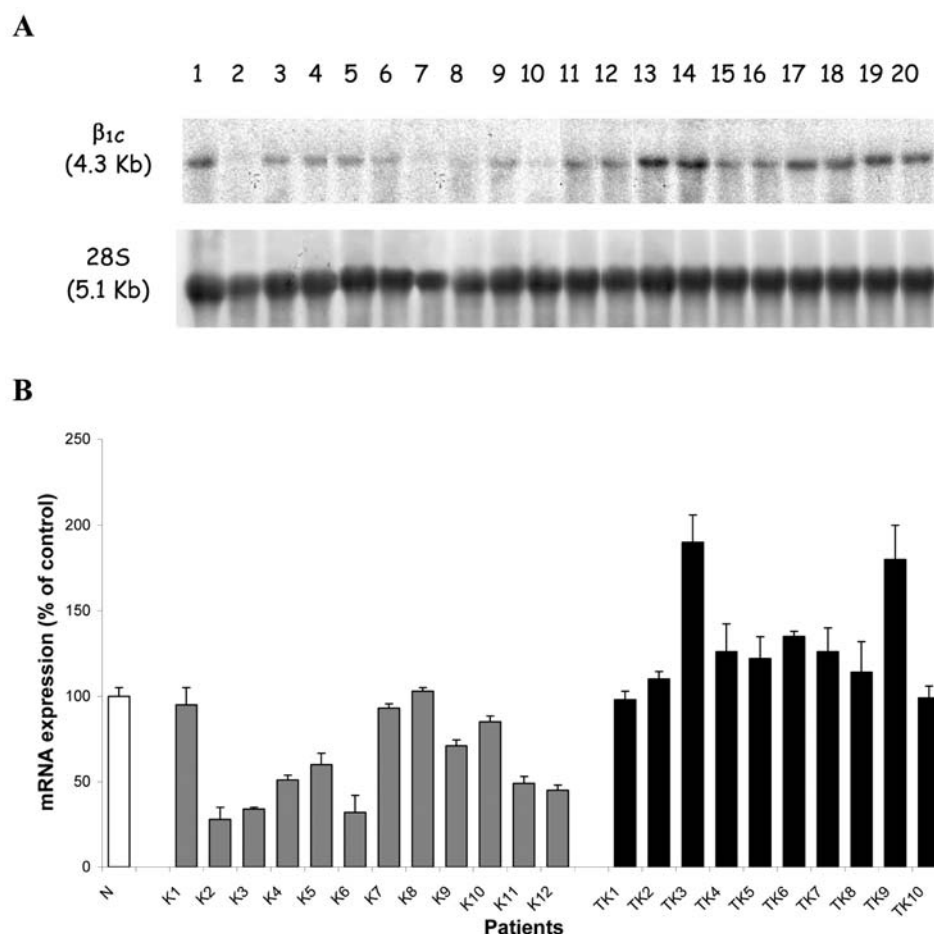 A
1 2 3 4 5 6 7 8 9 10 11 12 13 14 15 16 17 18 19 20
β1c
(4.3 Kb)
28S
(5.1 Kb)
B
mRNA expression (% of control)
250
200
150
100
50
0
N K1 K2 K3 K4 K5 K6 K7 K8 K9 K10 K11 K12 TK1 TK2 TK3 TK4 TK5 TK6 TK7 TK8 TK9 TK10
Patients